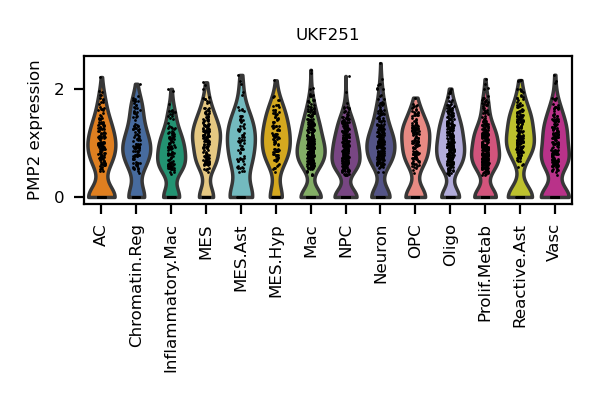 UKF251
PMP2 expression
2
0
AC
Chromatin.Reg
Inflammatory.Mac
MES
MES.Ast
MES.Hyp
Mac
NPC
Neuron
OPC
Oligo
Prolif.Metab
Reactive.Ast
Vasc